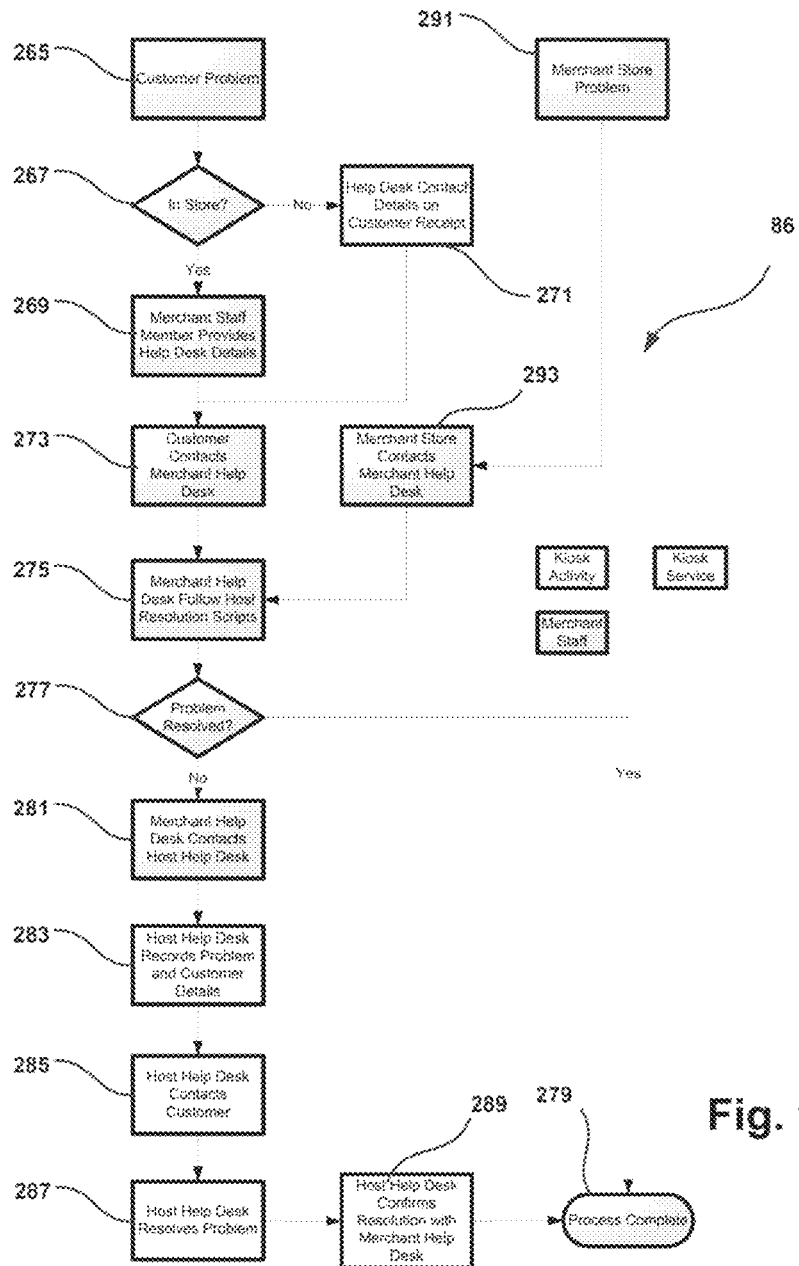 265
Customer Problem
291
Merchant Store
Problem
267
In Store?
No
Help Desk Contact
Details on
Customer Receipt
271
86
Yes
269
Merchant Staff
Member Provides
Help Desk Details
293
273
Customer
Contacts
Merchant Help
Desk
Merchant Store
Contacts
Merchant Help
Desk
275
Merchant Help
Desk Follow Host
Resolution Scripts
Kiosk
Activity
Kiosk
Service
Merchant
Staff
277
Problem
Resolved?
No
Yes
281
Merchant Help
Desk Contacts
Host Help Desk
283
Host Help Desk
Records Problem
and Customer
Details
285
Host Help Desk
Contacts
Customer
289
279
Fig.
287
Host Help Desk
Resolves Problem
Host Help Desk
Confirms
Resolution with
Merchant Help
Desk
Process Complete